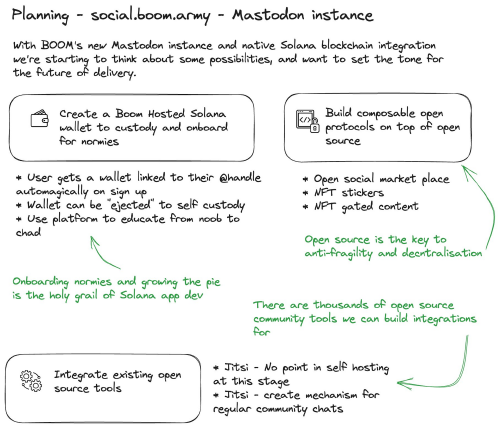 Planning - social.boom.army - Mastodon instance
With BOOM's new Mastodon instance and native Solana blockchain integration
we're starting to think about some possibilities, and want to set the tone for
the future of delivery.
Create a Boom Hosted Solana
wallet to custody and onboard
for normies
* User gets a wallet linked to their @handle
automagically on sign up
* Wallet can be "ejected" to self custody
* Use platform to educate from noob to
chad
Onboarding normies and growing the pie
is the holy grail of Solana app dev
Build composable open
protocols on top of open
source
* Open social market place
* NFT stickers
* NFT gated content
Open source is the key to
anti-fragility and decntralisation
There are thousands of open source
community tools we can build integrations
for
Integrate existing open
source tools
* Jitsi - No point in self hosting
at this stage
* Jitsi - create mechanism for
regular community chats